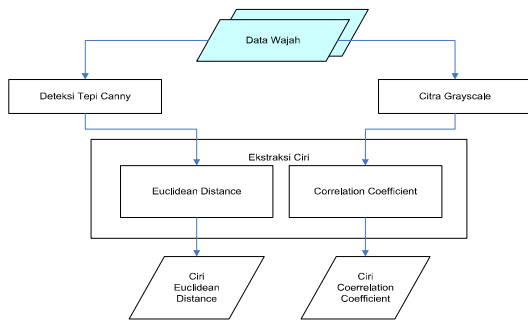 Data Wajah
Deteksi Tepi Canny
Citra Grayscale
Ekstraksi Ciri
Euclidean Distance
Correlation Coefficient
Ciri
Euclidean
Distance
Ciri
Coerrelation
Coefficient